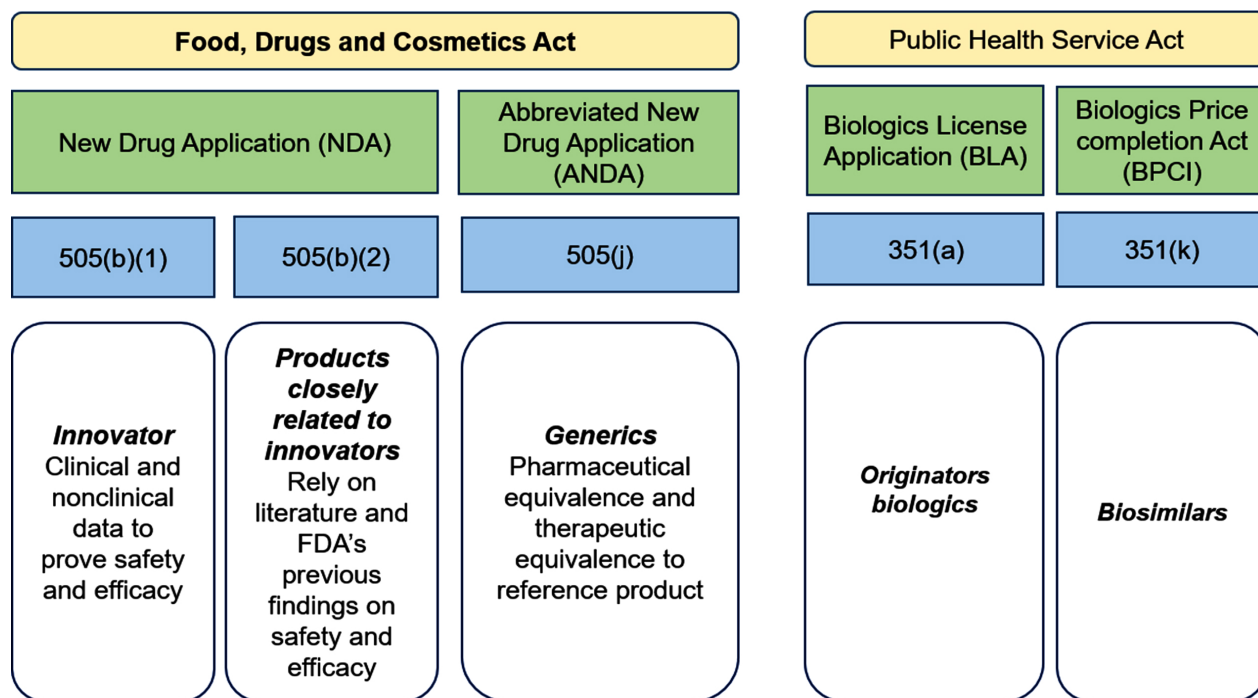 Food, Drugs and Cosmetics Act
Public Health Service Act
New Drug Application (NDA)
Abbreviated New
Drug Application
(ANDA)
Biologics License
Application (BLA)
Biologics Price
completion Act
(BPCI)
505(b)(1)
505(b)(2)
505(j)
351(a)
351(k)
Innovator
Clinical and
nonclinical
data to
prove safety
and efficacy
Products
closely
related to
innovators
Rely on
literature and
FDA’s
previous
findings on
safety and
efficacy
Generics
Pharmaceutical
equivalence and
therapeutic
equivalence to
reference product
Originators
biologics
Biosimilars